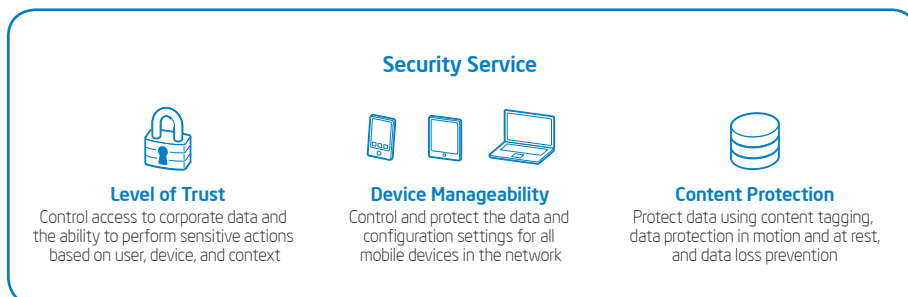 Security Service
Level of Trust
Control access to corporate data and
the ability to perform sensitive actions
based on user, device, and context
Device Manageability
Control and protect the data and
configuration settings for all
mobile devices in the network
Content Protection
Protect data using content tagging,
data protection in motion and at rest,
and data loss prevention